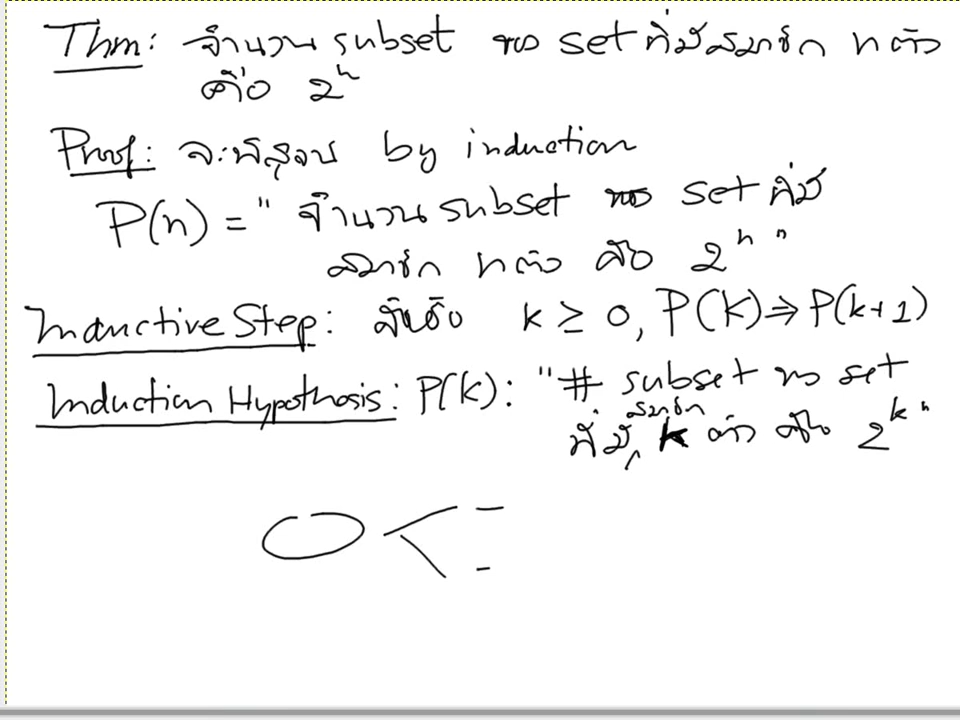 Thm: จำนวน subset ของ set ที่มีสมาชิก n ตัว
คือ 2ⁿ
Proof: จะพิสูจน์ by induction
P(n) = " จำนวน subset ของ set ที่มี
สมาชิก n ตัว คือ 2ⁿ "
Inductive Step: สำหรับ k ≥ 0, P(k) ⇒ P(k+1)
Induction Hypothesis: P(k): "# subset ของ set
ที่มี สมาชิก k ตัว คือ 2ᵏ "